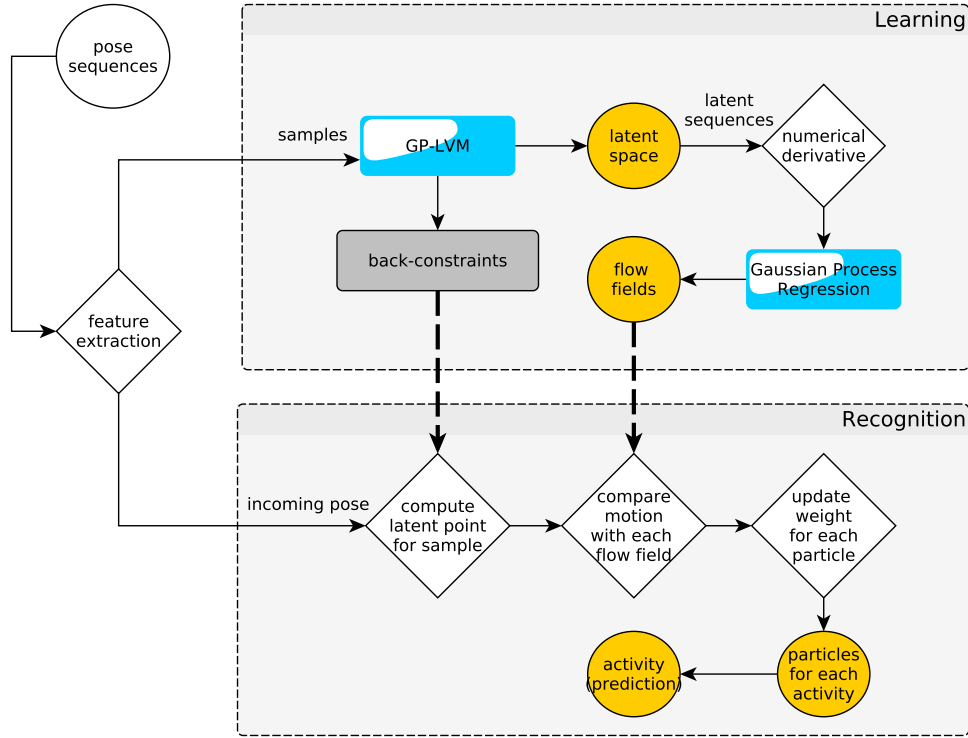 Learning
pose
sequences
samples
GP-LVM
latent
space
latent
sequences
numerical
derivative
back-constraints
flow
fields
Gaussian Process
Regression
feature
extraction
Recognition
incoming pose
compute
latent point
for sample
compare
motion
with each
flow field
update
weight
for each
particle
activity
(prediction)
particles
for each
activity